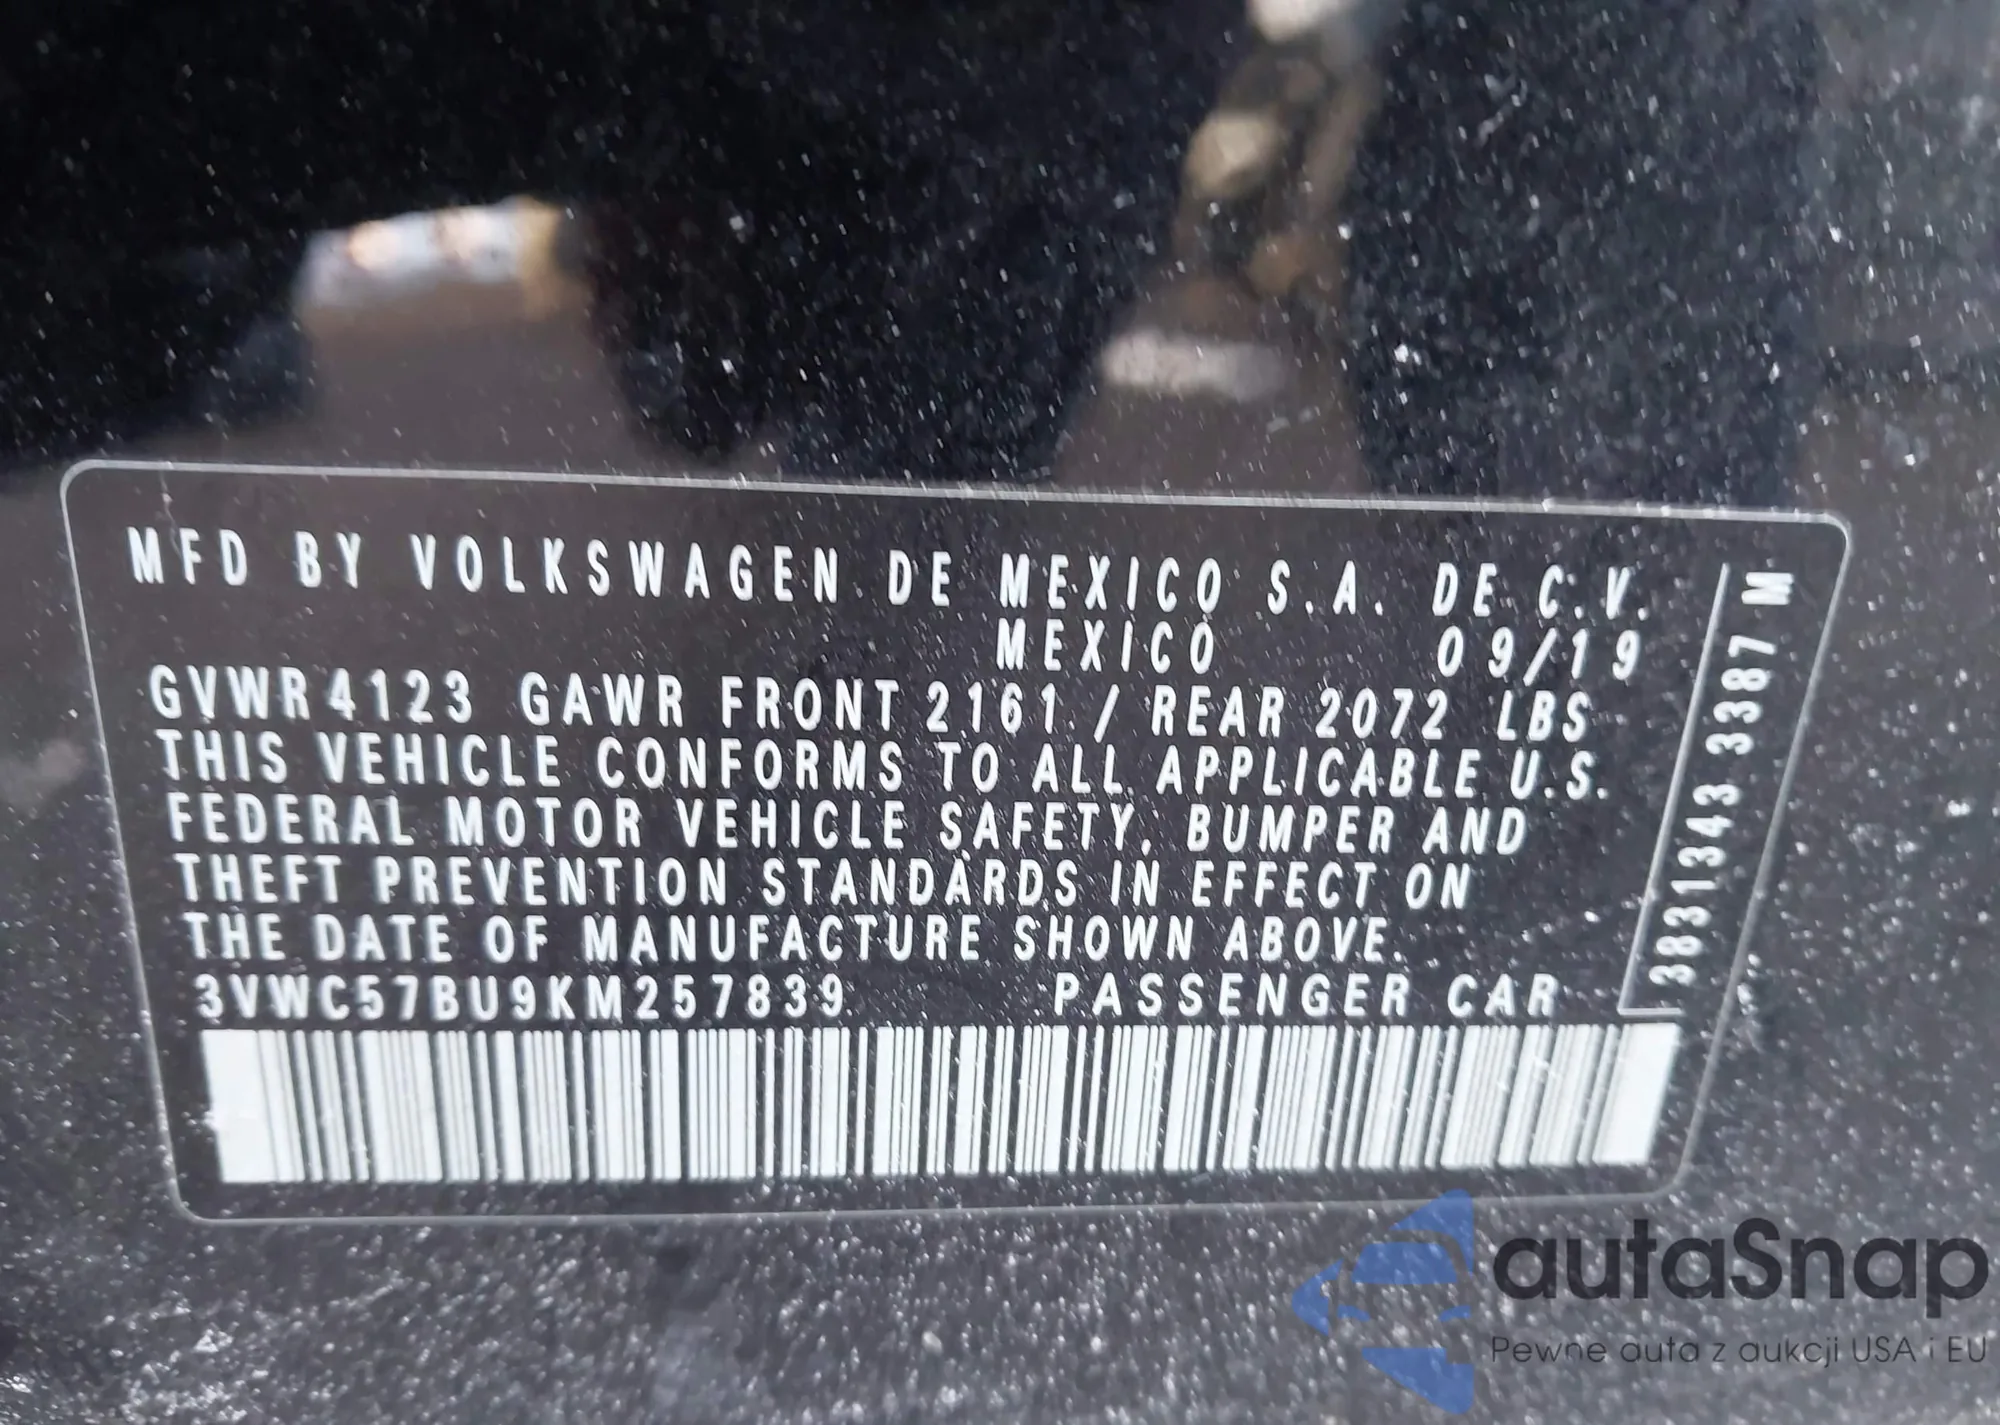 MFD BY VOLKSWAGEN DE MEXICO S.A. DE C.V.
MEXICO 09/19
GVWR 4123 GAWR FRONT 2161 / REAR 2072 LBS
THIS VEHICLE CONFORMS TO ALL APPLICABLE U.S.
FEDERAL MOTOR VEHICLE SAFETY, BUMPER AND
THEFT PREVENTION STANDARDS IN EFFECT ON
THE DATE OF MANUFACTURE SHOWN ABOVE.
3VWC57BU9KM257839 PASSENGER CAR
3831343 3387 M
autaSnap
Pewne auta z aukcji USA i EU